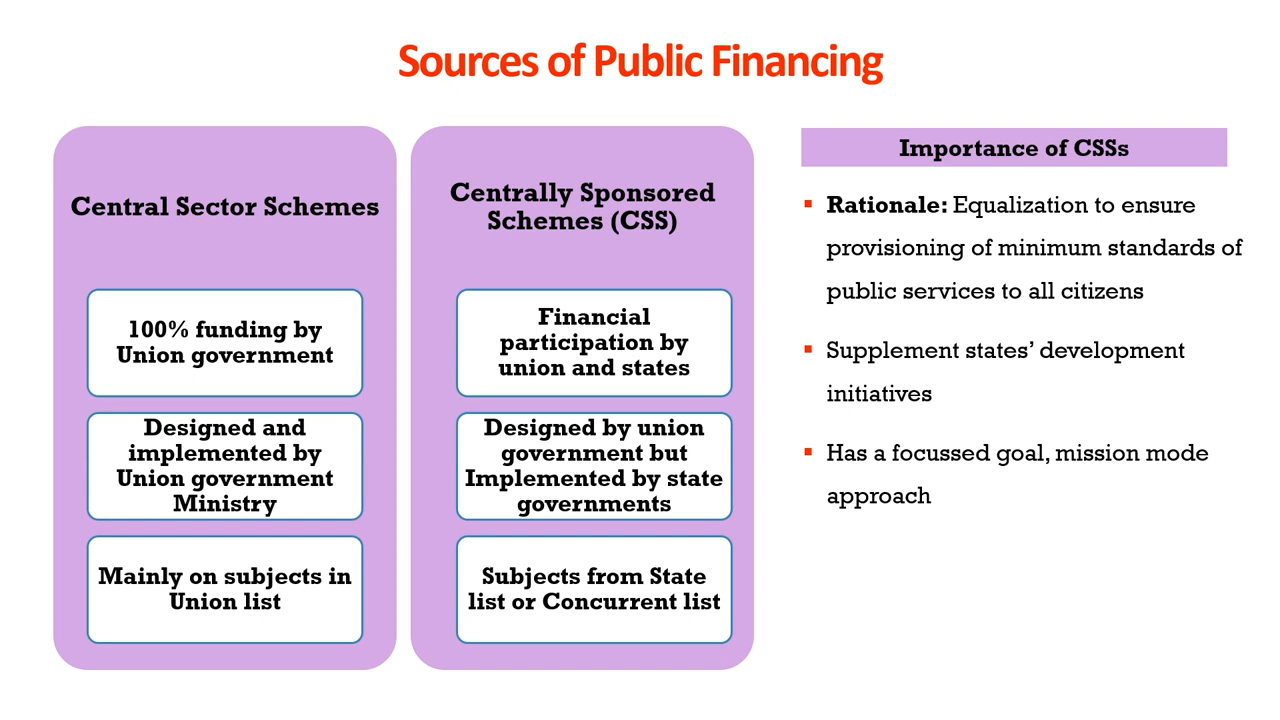 Sources of Public Financing
Central Sector Schemes
100% funding by
Union government
Designed and
implemented by
Union government
Ministry
Mainly on subjects in
Union list
Centrally Sponsored
Schemes (CSS)
Financial
participation by
union and states
Designed by union
government but
Implemented by state
governments
Subjects from State
list or Concurrent list
Importance of CSSs
▪ Rationale: Equalization to ensure
provisioning of minimum standards of
public services to all citizens
▪ Supplement states’ development
initiatives
▪ Has a focussed goal, mission mode
approach